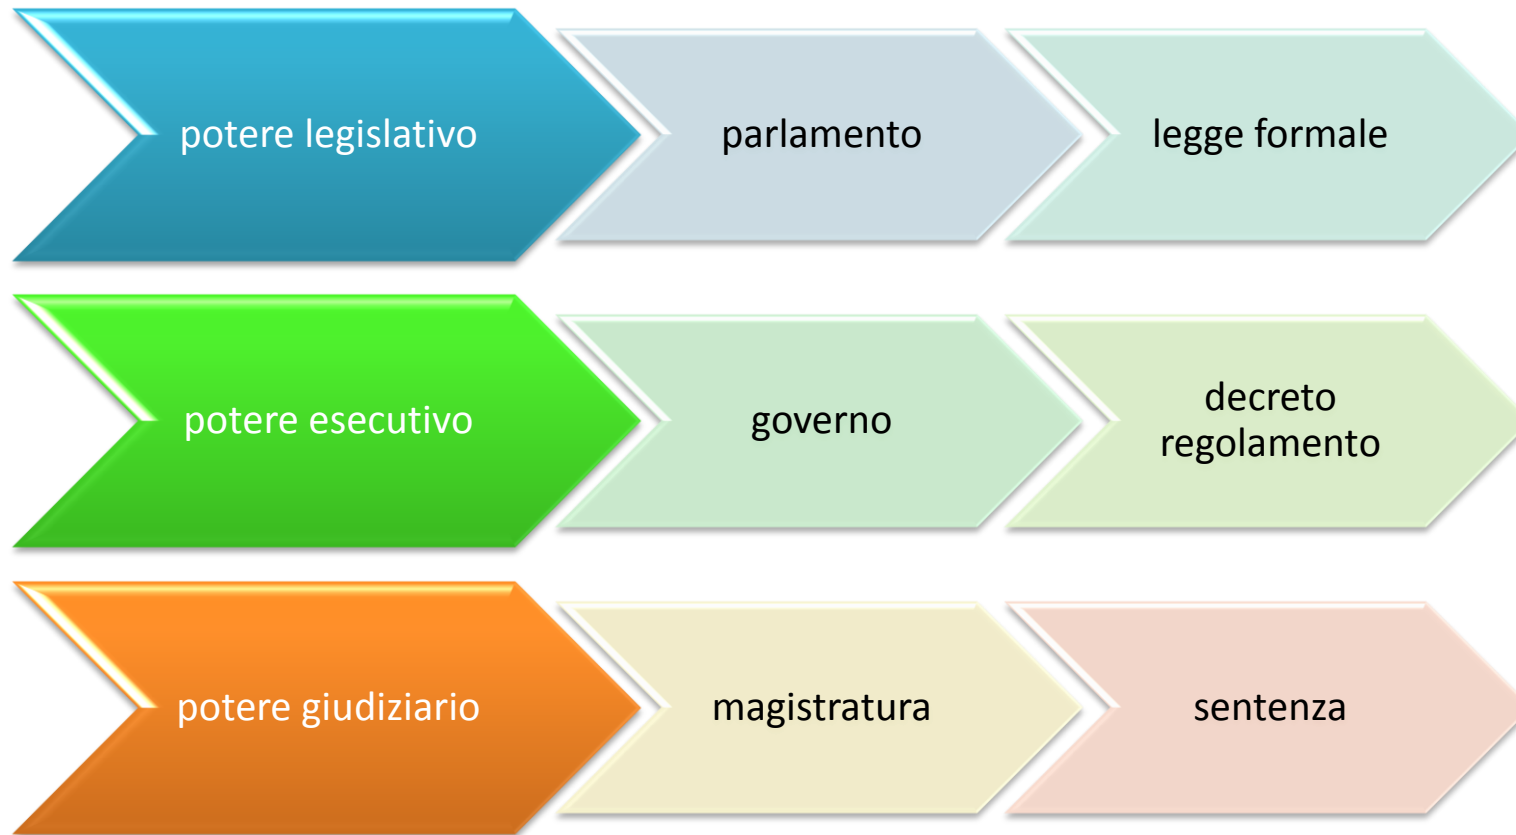 potere legislativo
parlamento
legge formale
potere esecutivo
governo
decreto
regolamento
potere giudiziario
magistratura
sentenza